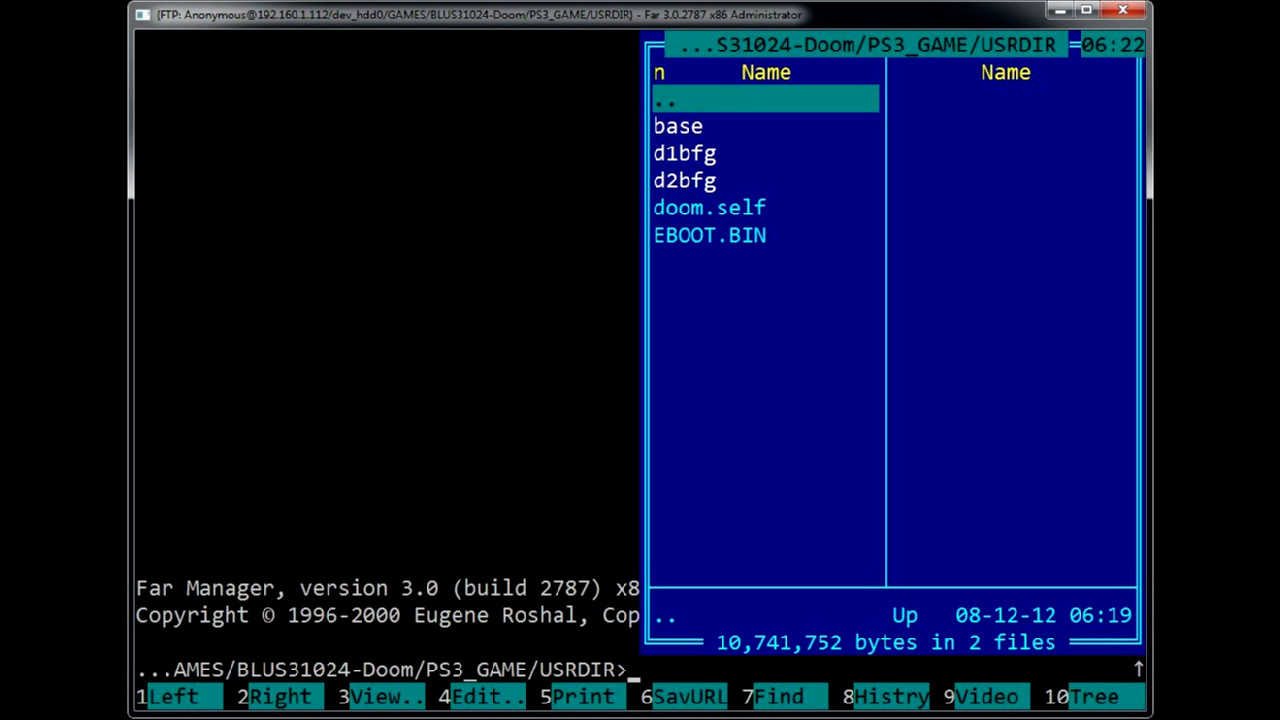 {FTP: Anonymous@192.160.1.112/dev_hdd0/GAMES/BLUS31024-Doom/PS3_GAME/USRDIR} - Far 3.0.2787 x86 Administrator
...S31024-Doom/PS3_GAME/USRDIR 06:22
n Name Name
..
base
d1bfg
d2bfg
doom.self
EBOOT.BIN
Far Manager, version 3.0 (build 2787) x8
Copyright © 1996-2000 Eugene Roshal, Cop
.. Up 08-12-12 06:19
10,741,752 bytes in 2 files
...AMES/BLUS31024-Doom/PS3_GAME/USRDIR>_ ↑
1Left 2Right 3View.. 4Edit.. 5Print 6SavURL 7Find 8Histry 9Video 10Tree